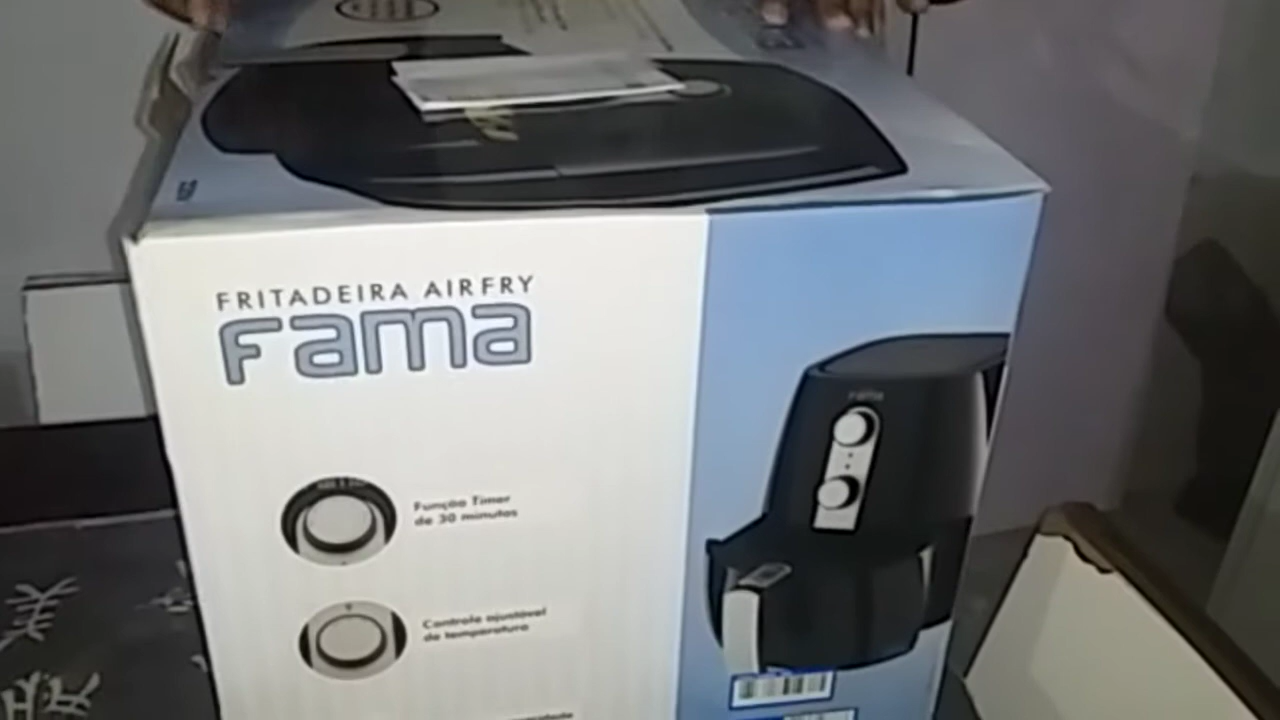 FRITADEIRA AIRFRY
Fama
Função Timer
de 30 minutos
Controle ajustável
de temperatura